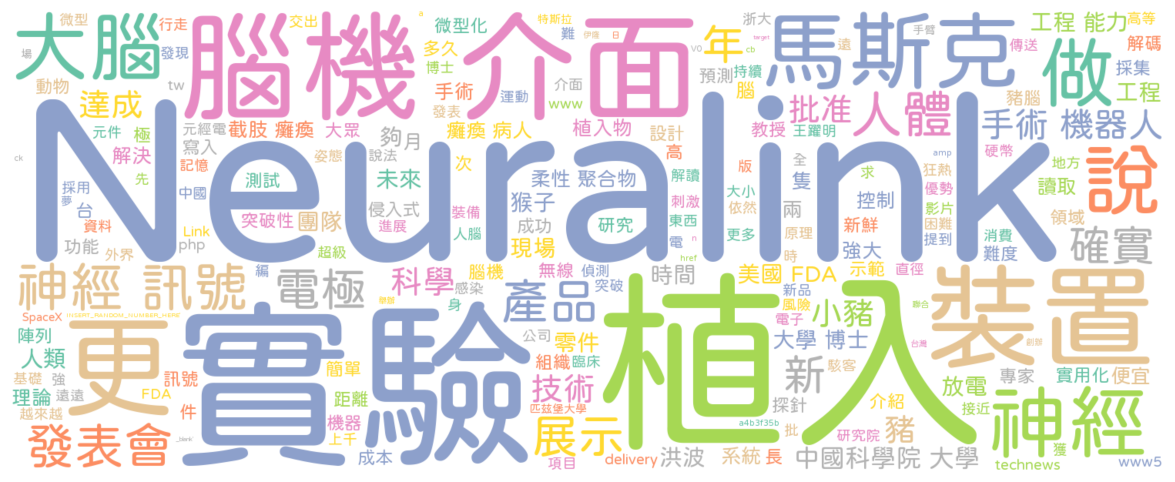 微型 行走 交出 微型化 特斯拉 浙大 手臂 target 工程 能力 高等
大腦 腦機 介面 年 馬斯克 做
發現 多久 難 伊唐 日 遠 v0 cb 傳送 解碼
動物 tw 博士 手術 運動 介面 www 預測 持續 腦 採集
達成 發表 批准 人體 豬腦 工程
元件 極 元經電 截肢 癱瘓 大眾 夠 月 癱瘓 病人 植入物 設計 教授 王躍明 手術 機器人
Neuralink
解決 寫入 姿態 說法 次 高 版 全 amp 硬幣 說
ck 先 記憶 測試 未來 柔性 聚合物 解讀 大小 隻 求 狂熱 地方
採用 夢 中國 侵入式 猴子 刺激 控制 優勢 讀取
台 突破性 團隊 裝備 成功 研究 東西 依然 兩 新鮮 影片 領域
資料 Link 進展 人腦 現場 電 n 更多 原理 困難 提到 確實
功能 外界 php 超級 href 時 強大 消費 難度
神經 訊號 編 電極 科學 腦機 無線 偵測 時間 美國 FDA 示範 直徑 裝置
感染 身 產品 突破 新品 風險 小豬 聯合
SpaceX INSERT_RANDOM_NUMBER_HERE 更 實驗 植入 電子 台灣
陣列 公司 零件 大學 博士
人類 簡單 組織 臨床 新 駭客 專家 實用化 便宜
基礎 強 訊號 距離 技術 放電
理論 遠遠 FDA 匹茲堡大學 探針 介紹 接近 神經
越來越 件 機器 展示 a4b3f35b 批 豬
發表會 _blank' 上千 研究院 獲
成本 項目 delivery 洪波 系統 長 中國科學院 大學 technews www5